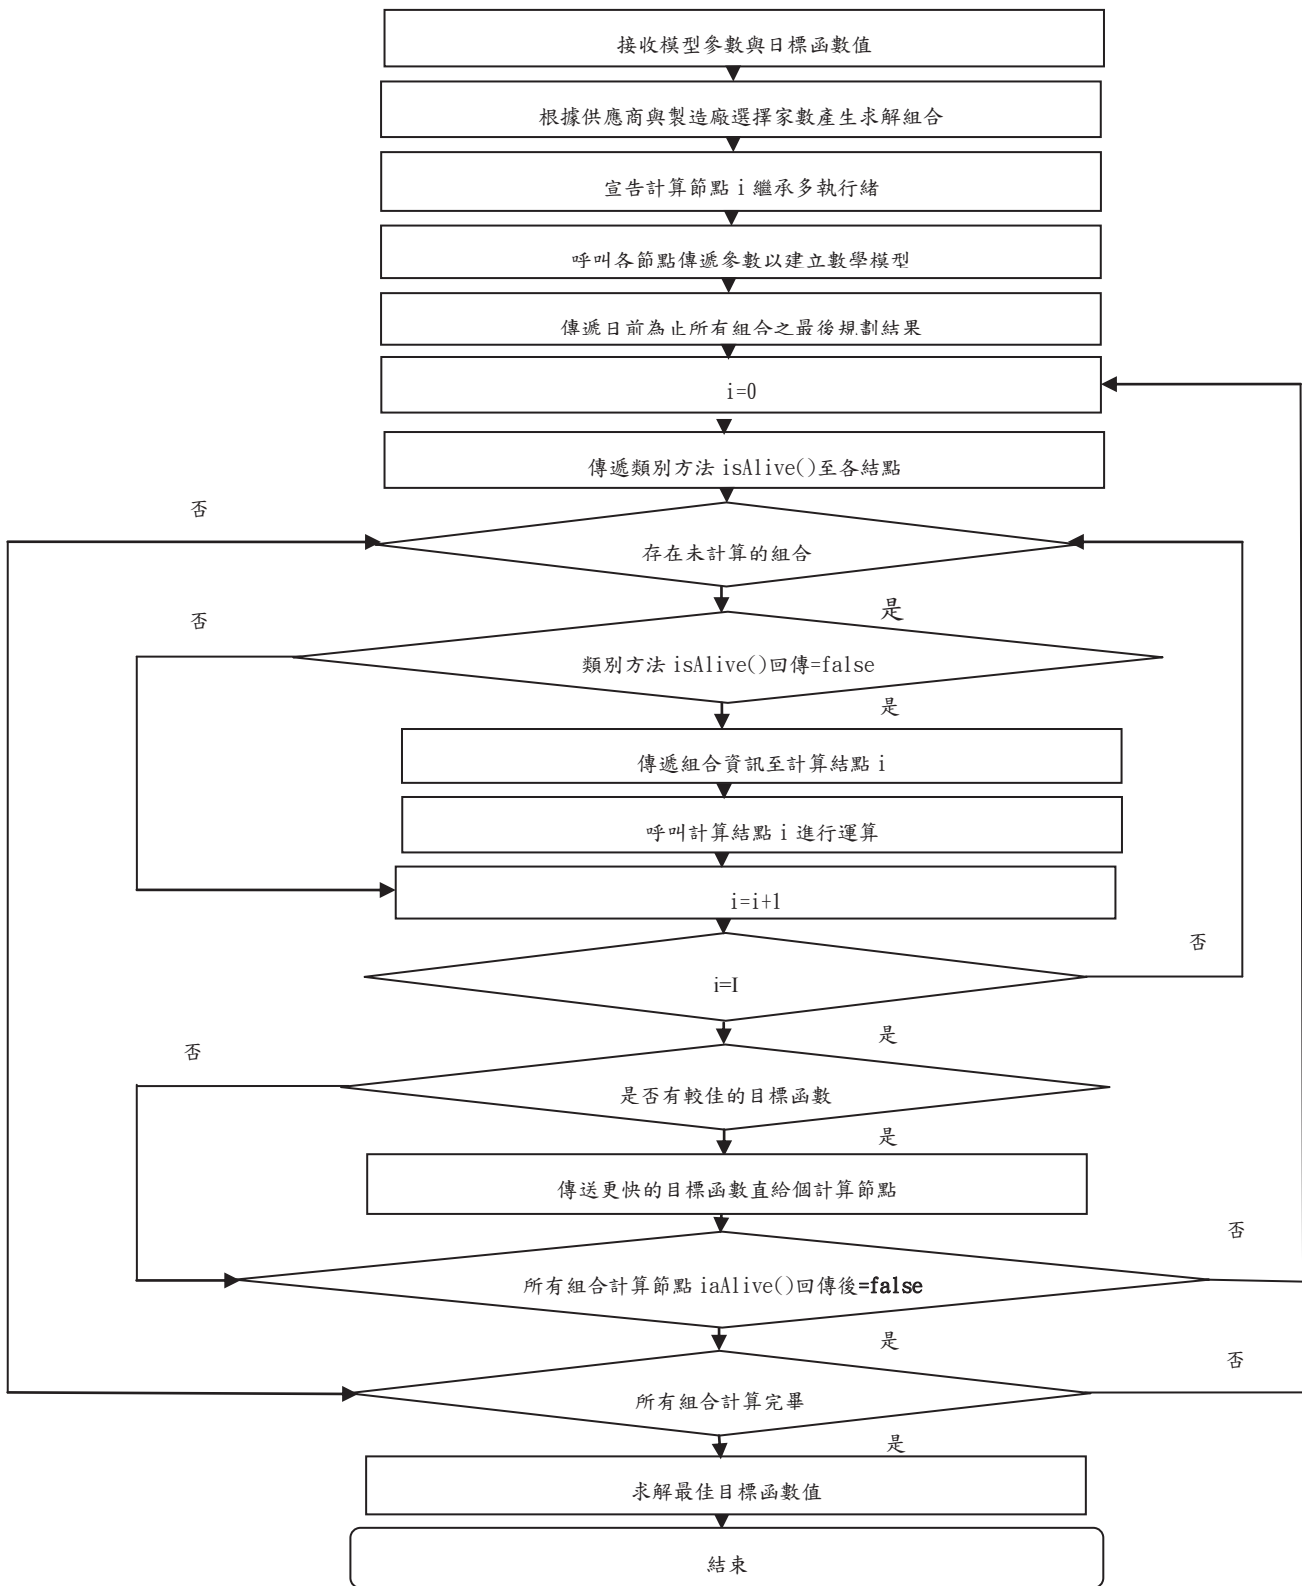 接收模型參數與目標函數值
根據供應商與製造廠選擇家數產生求解組合
宣告計算節點 i 繼承多執行緒
呼叫各節點傳遞參數以建立數學模型
傳遞目前為止所有組合之最後規劃結果
i=0
傳遞類別方法 isAlive()至各結點
否
存在未計算的組合
是
否
類別方法 isAlive()回傳=false
是
傳遞組合資訊至計算結點 i
呼叫計算結點 i 進行運算
i=i+1
否
i=I
是
否
是否有較佳的目標函數
是
傳送更快的目標函數直給個計算節點
否
所有組合計算節點 iaAlive()回傳後=false
是
否
所有組合計算完畢
是
求解最佳目標函數值
結束